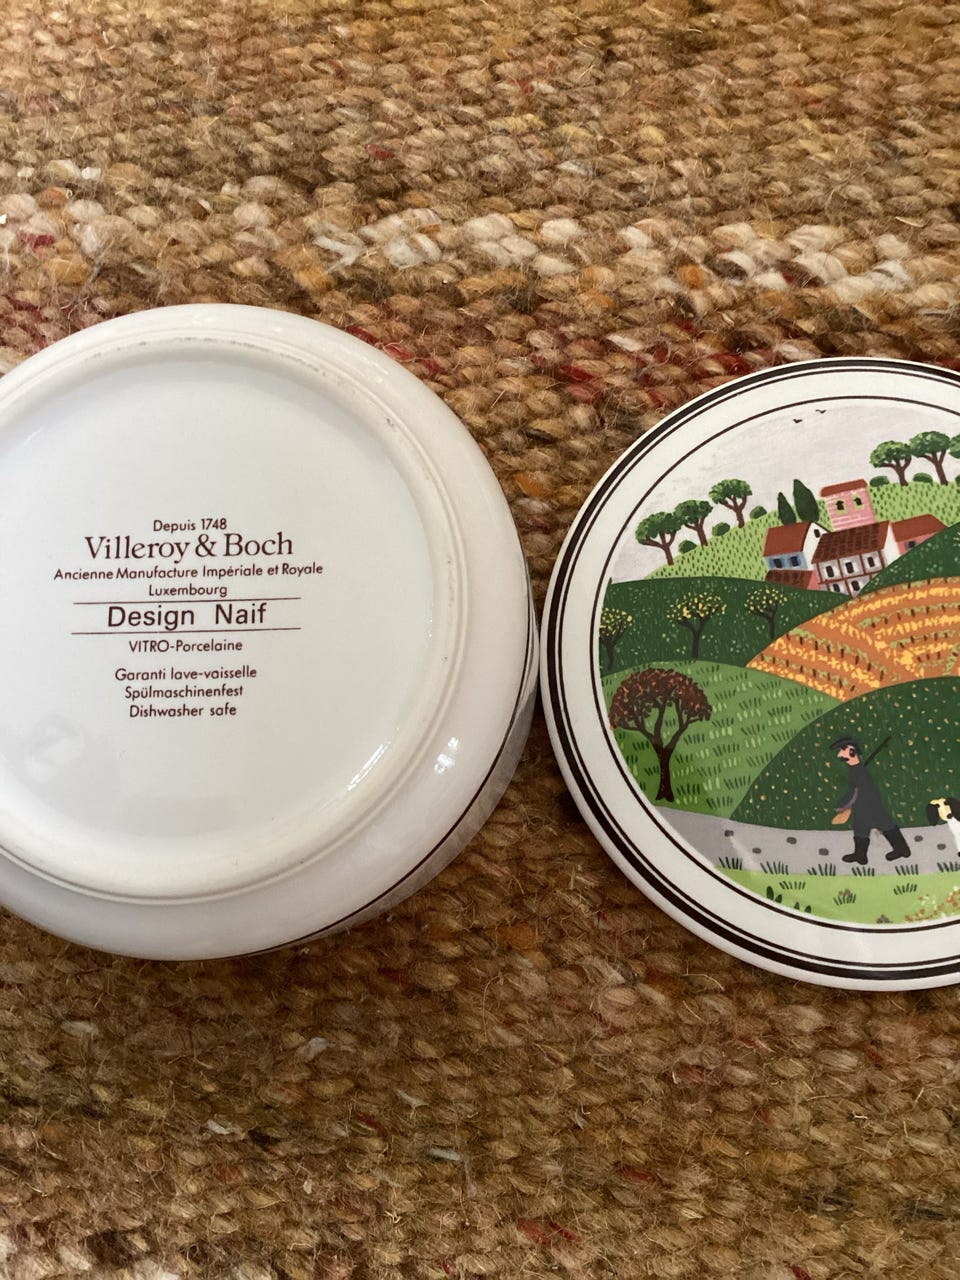 Depuis 1748
Villeroy & Boch
Ancienne Manufacture Impériale et Royale
Luxembourg
Design Naif
VITRO-Porcelaine
Garanti lave-vaisselle
Spülmaschinenfest
Dishwasher safe